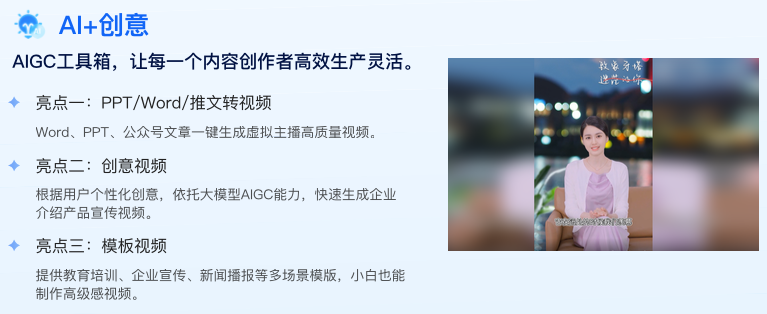 AI+创意
AIGC工具箱，让每一个内容创作者高效生产灵活。
亮点一：PPT/Word/推文转视频
Word、PPT、公众号文章一键生成虚拟主播高质量视频。
亮点二：创意视频
根据用户个性化创意，依托大模型AIGC能力，快速生成企业
介绍产品宣传视频。
亮点三：模板视频
提供教育培训、企业宣传、新闻播报等多场景模版，小白也能
制作高级感视频。